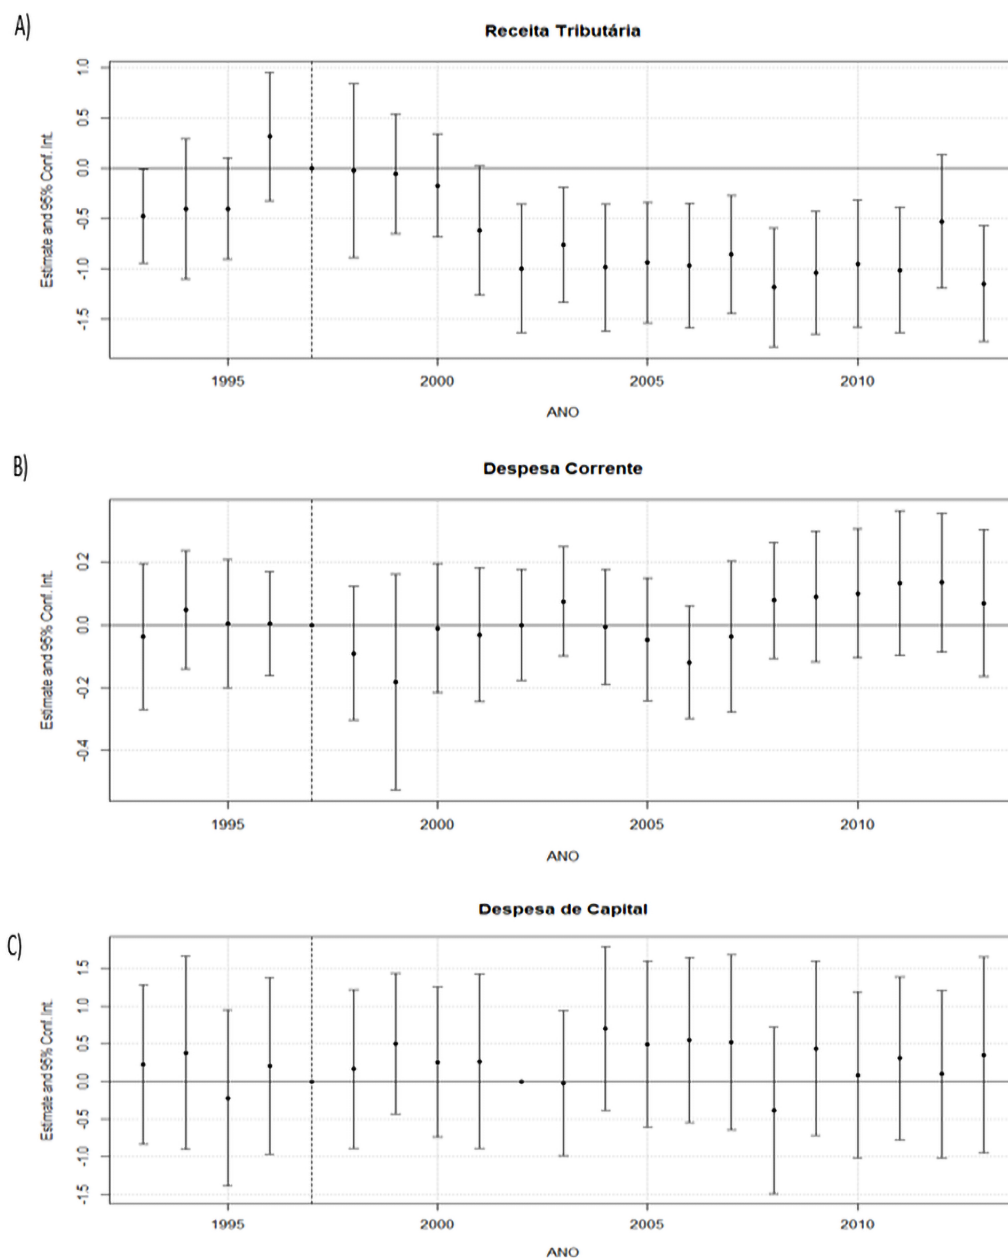 A)
Receita Tributária
Estimate and 95% Conf.Int.
1.0
0.5
0.0
-0.5
-1.0
-1.5
1995 2000 2005 2010
ANO
B)
Despesa Corrente
Estimate and 95% Conf.Int.
0.2
0.0
-0.2
-0.4
1995 2000 2005 2010
ANO
C)
Despesa de Capital
Estimate and 95% Conf.Int.
1.5
1.0
0.5
0.0
-0.5
-1.0
-1.5
1995 2000 2005 2010
ANO